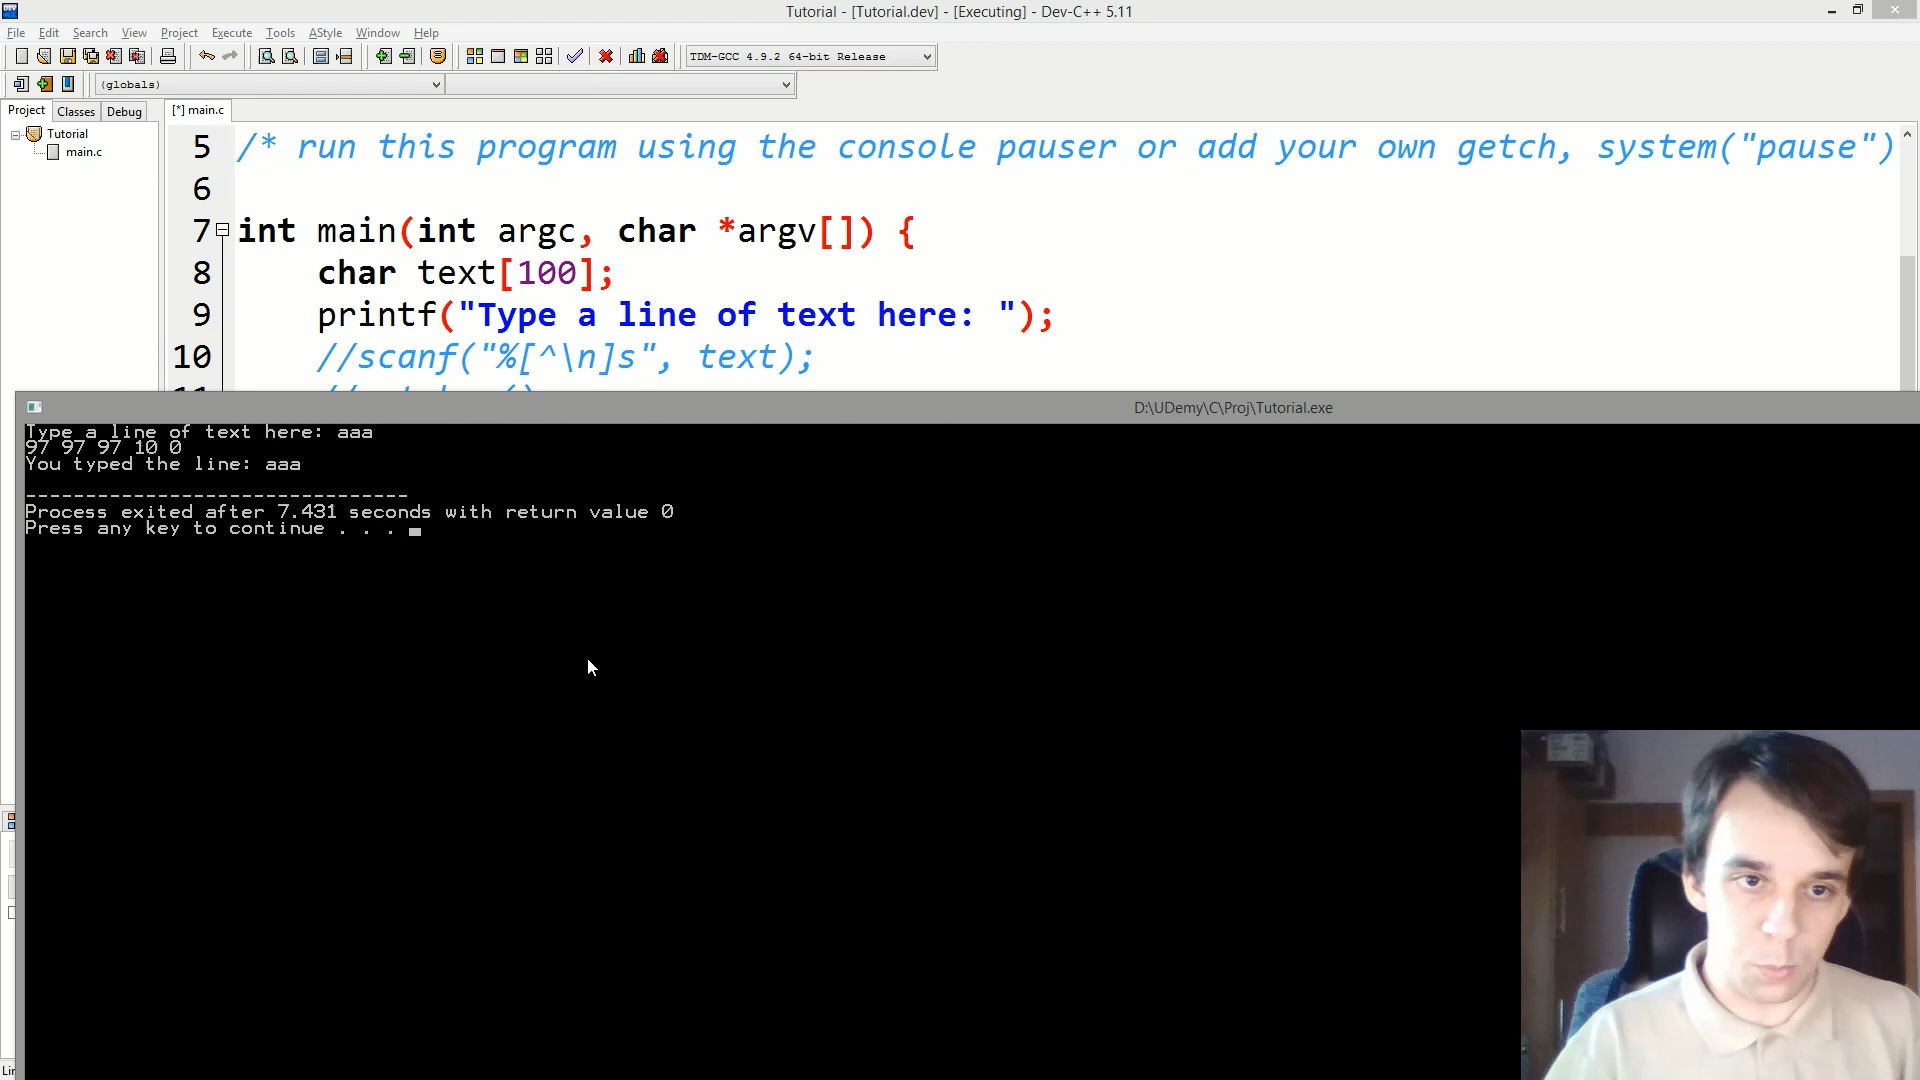 Tutorial - [Tutorial.dev] - [Executing] - Dev-C++ 5.11
File Edit Search View Project Execute Tools AStyle Window Help
TDM-GCC 4.9.2 64-bit Release
(globals)
Project Classes Debug
[*] main.c
Tutorial
main.c
5 /* run this program using the console pauser or add your own getch, system("pause")
6
7 int main(int argc, char *argv[]) {
8 char text[100];
9 printf("Type a line of text here: ");
10 //scanf("%[^\n]s", text);
D:\UDemy\C\Proj\Tutorial.exe
Type a line of text here: aaa
97 97 97 10 0
You typed the line: aaa
--------------------------------
Process exited after 7.431 seconds with return value 0
Press any key to continue . . .